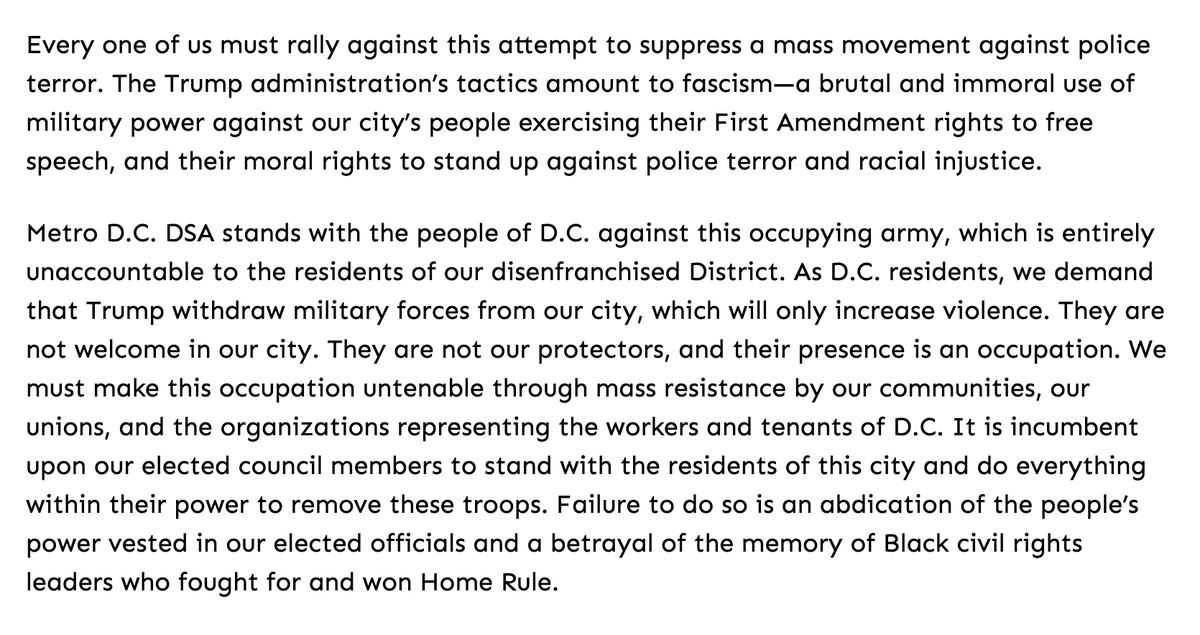 Every one of us must rally against this attempt to suppress a mass movement against police
terror. The Trump administration’s tactics amount to fascism—a brutal and immoral use of
military power against our city’s people exercising their First Amendment rights to free
speech, and their moral rights to stand up against police terror and racial injustice.
Metro D.C. DSA stands with the people of D.C. against this occupying army, which is entirely
unaccountable to the residents of our disenfranchised District. As D.C. residents, we demand
that Trump withdraw military forces from our city, which will only increase violence. They are
not welcome in our city. They are not our protectors, and their presence is an occupation. We
must make this occupation untenable through mass resistance by our communities, our
unions, and the organizations representing the workers and tenants of D.C. It is incumbent
upon our elected council members to stand with the residents of this city and do everything
within their power to remove these troops. Failure to do so is an abdication of the people’s
power vested in our elected officials and a betrayal of the memory of Black civil rights
leaders who fought for and won Home Rule.